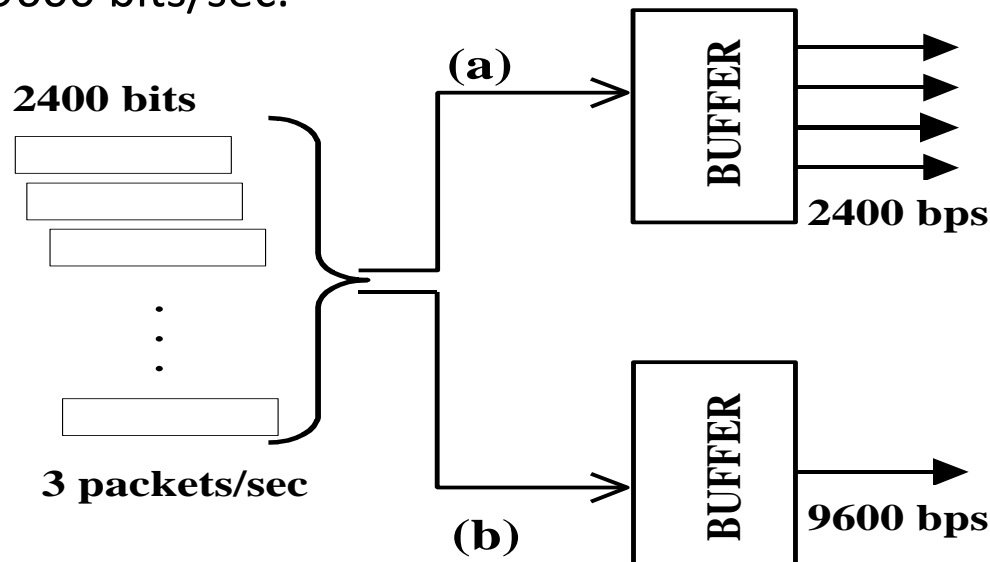 9600 bits/sec.
(a)
2400 bits
BUFFER
2400 bps
3 packets/sec
(b)
BUFFER
9600 bps